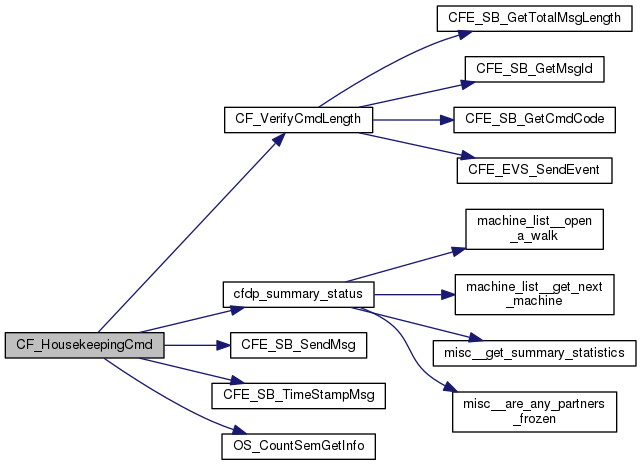 CFE_SB_GetTotalMsgLength
CFE_SB_GetMsgId
CF_VerifyCmdLength
CFE_SB_GetCmdCode
CFE_EVS_SendEvent
machine_list__open
_a_walk
cfdp_summary_status
machine_list__get_next
_machine
CF_HousekeepingCmd
CFE_SB_SendMsg
misc__get_summary_statistics
CFE_SB_TimeStampMsg
misc__are_any_partners
_frozen
OS_CountSemGetInfo